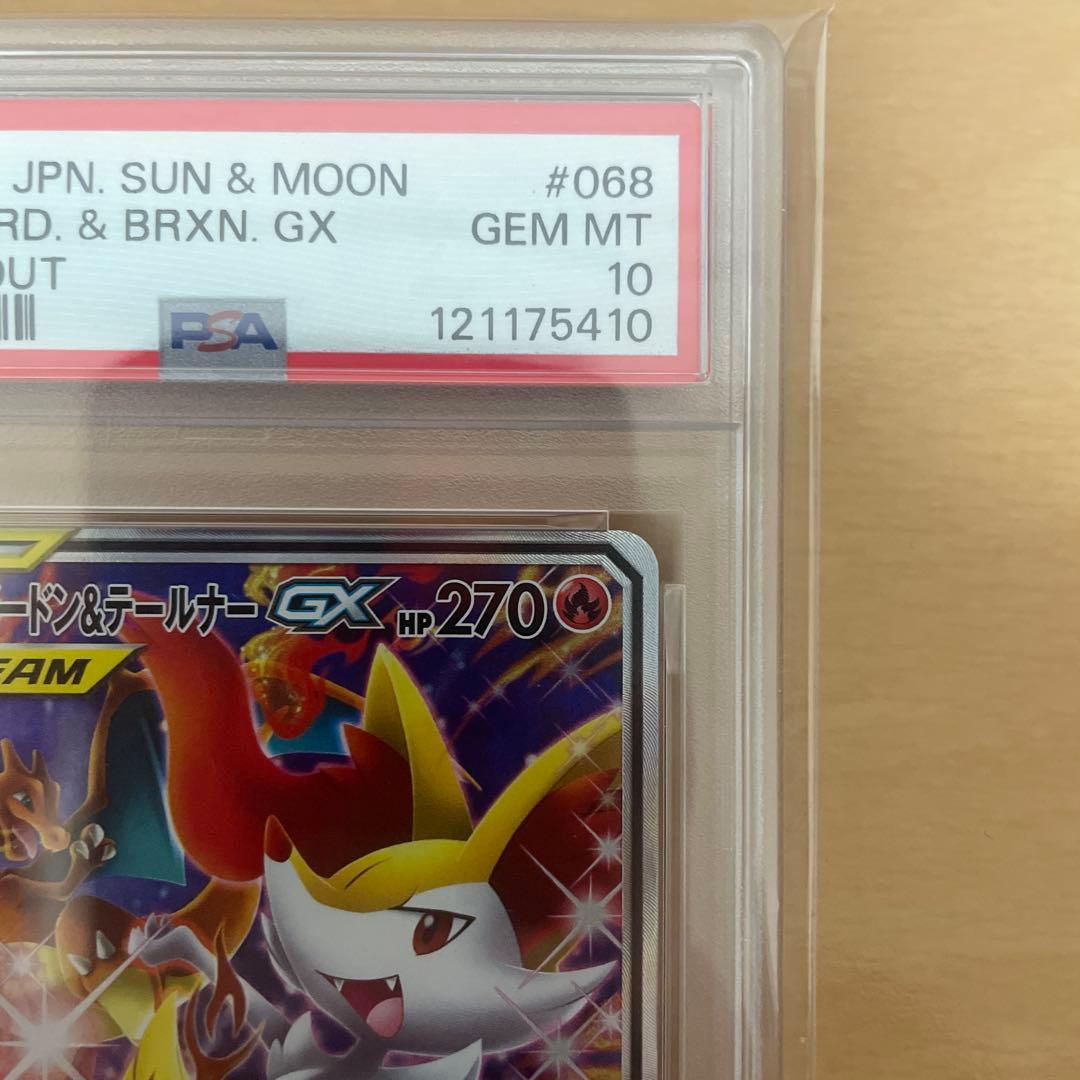 JPN. SUN & MOON #068
RD. & BRXN. GX GEM MT
OUT 10
PSA 121175410
ードン&テールナー GX HP270
EAM